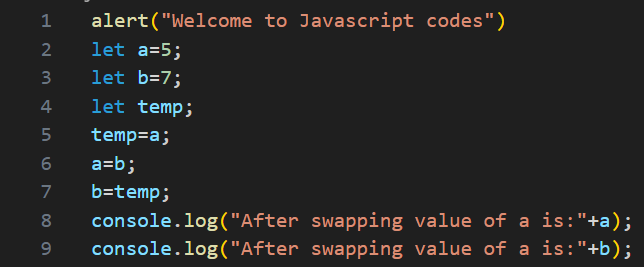 1 alert("Welcome to Javascript codes")
2 let a=5;
3 let b=7;
4 let temp;
5 temp=a;
6 a=b;
7 b=temp;
8 console.log("After swapping value of a is:"+a);
9 console.log("After swapping value of a is:"+b);